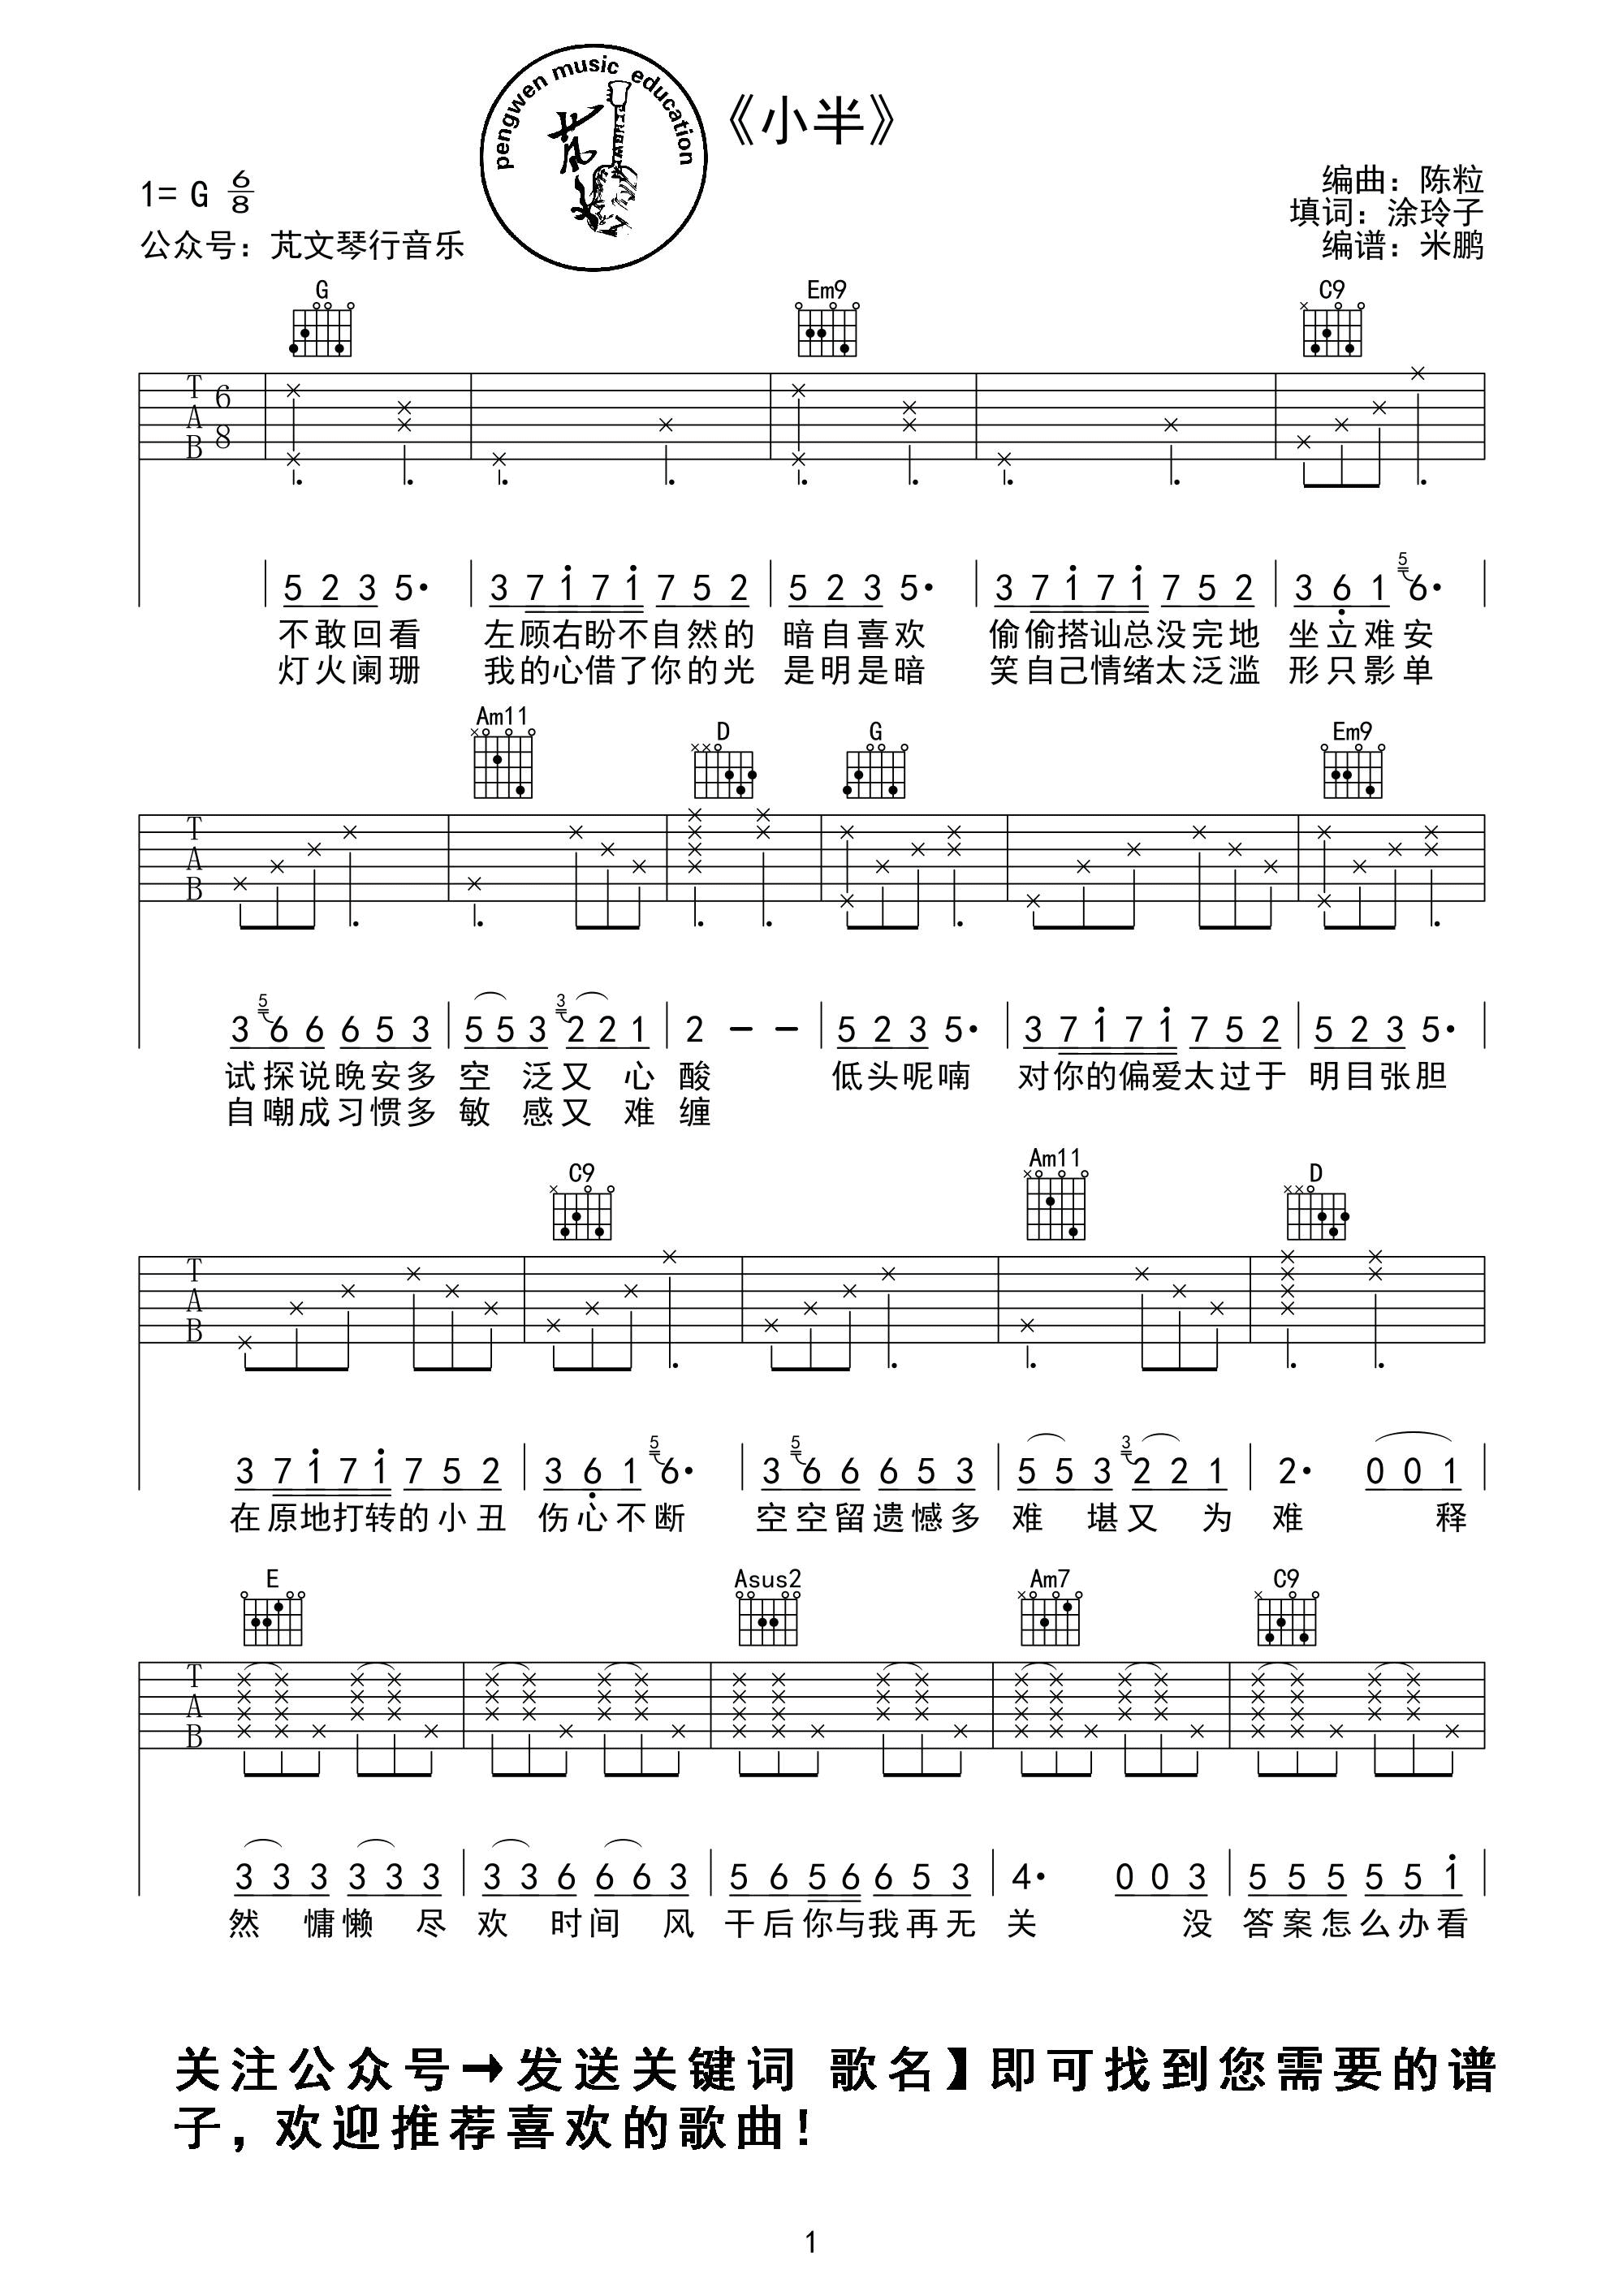 pengwen music education
《小半》
1= G 6/8
编曲：陈粒
填词：涂玲子
公众号：芃文琴行音乐
编谱：米鹏
G Em9 C9
T A B 6 8
5 2 3 5· 3 7 1 7 1 7 5 2 5 2 3 5· 3 7 1 7 1 7 5 2 3 6 1 5 6·
不敢回看 左顾右盼不自然的 暗自喜欢 偷偷搭讪总没完地 坐立难安
灯火阑珊 我的心借了你的光 是明是暗 笑自己情绪太泛滥 形只影单
Am11 D G Em9
T A B
3 5 6 6 6 5 3 5 5 3 3 2 2 1 2 – – 5 2 3 5· 3 7 1 7 1 7 5 2 5 2 3 5·
试探说晚安多 空 泛又 心 酸 低头呢喃 对你的偏爱太过于 明目张胆
自嘲成习惯多 敏 感又 难 缠
C9 Am11 D
T A B
3 7 1 7 1 7 5 2 3 6 1 5 6· 3 5 6 6 6 5 3 5 5 3 3 2 2 1 2· 0 0 1
在原地打转的小丑 伤心不断 空空留遗憾多 难 堪又 为 难 释
E Asus2 Am7 C9
T A B
3 3 3 3 3 3 3 3 6 6 6 3 5 6 5 6 6 5 3 4· 0 0 3 5 5 5 5 5 1
然 慵懒 尽 欢 时间 风 干后你与我再无 关 没 答案怎么办看
关注公众号→发送关键词 歌名】即可找到您需要的谱
子，欢迎推荐喜欢的歌曲！
1